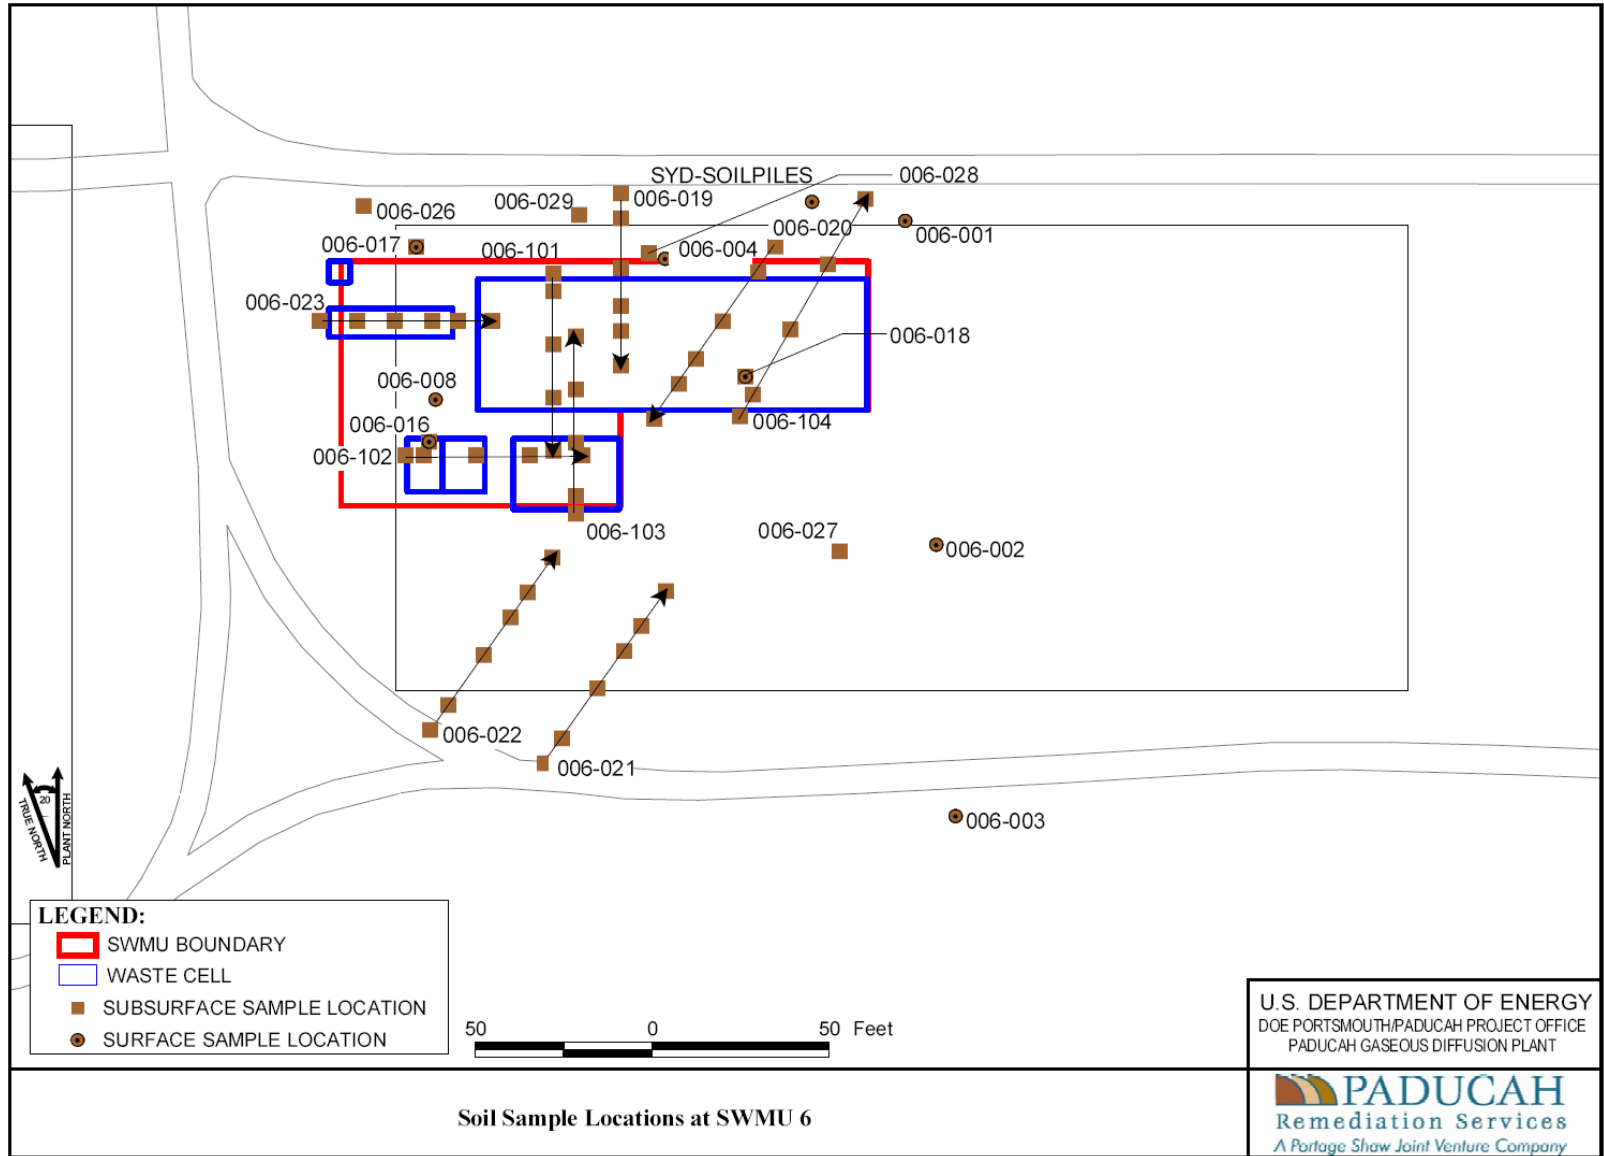 SYD-SOILPILES
006-028
006-026
006-029
006-019
006-020
006-001
006-017
006-101
006-004
006-023
006-018
006-008
006-016
006-104
006-102
006-103
006-027
006-002
006-022
006-021
20
TRUE NORTH
PLANT NORTH
006-003
LEGEND:
SWMU BOUNDARY
WASTE CELL
SUBSURFACE SAMPLE LOCATION
SURFACE SAMPLE LOCATION
50 0 50 Feet
U.S. DEPARTMENT OF ENERGY
DOE PORTSMOUTH/PADUCAH PROJECT OFFICE
PADUCAH GASEOUS DIFFUSION PLANT
Soil Sample Locations at SWMU 6
PADUCAH
Remediation Services
A Portage Shaw Joint Venture Company